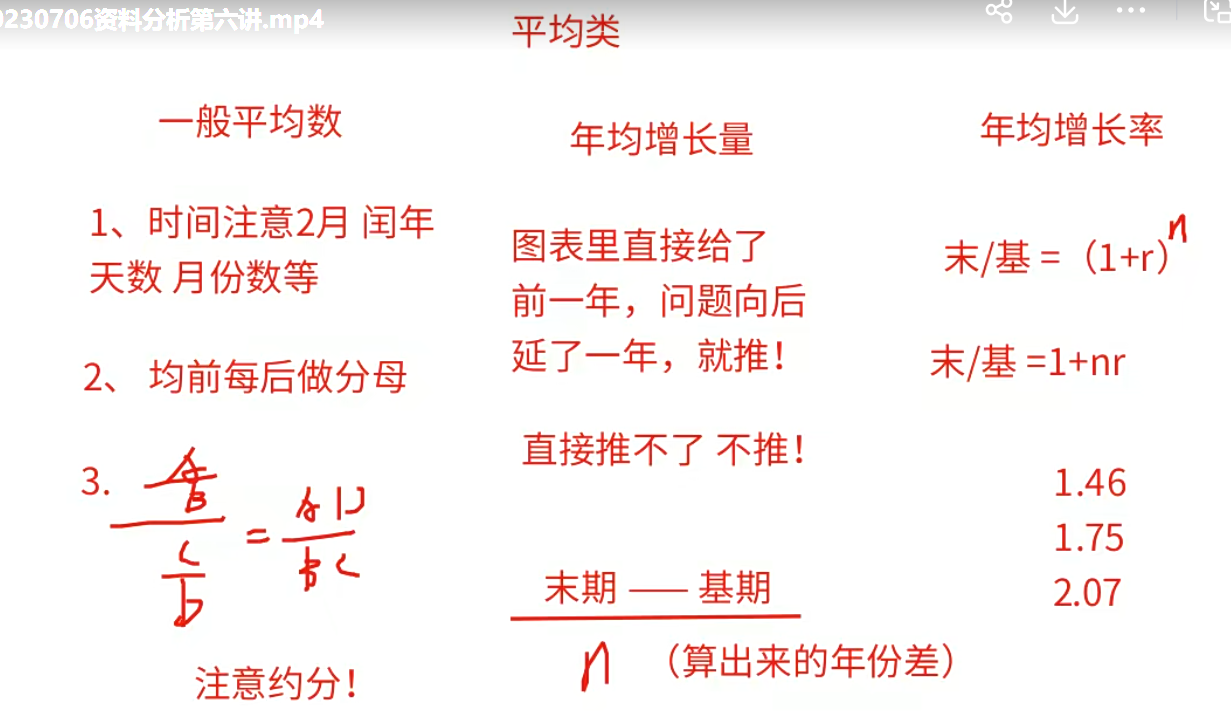 0230706资料分析第六讲.mp4
平均类
一般平均数
1、时间注意2月 闰年
天数 月份数等
2、 均前每后做分母
3.
A/B
C/D
= AD/BC
注意约分！
年均增长量
图表里直接给了
前一年，问题向后
延了一年，就推！
直接推不了 不推！
末期 —— 基期
n （算出来的年份差）
年均增长率
末/基 =（1+r）n
末/基 =1+nr
1.46
1.75
2.07